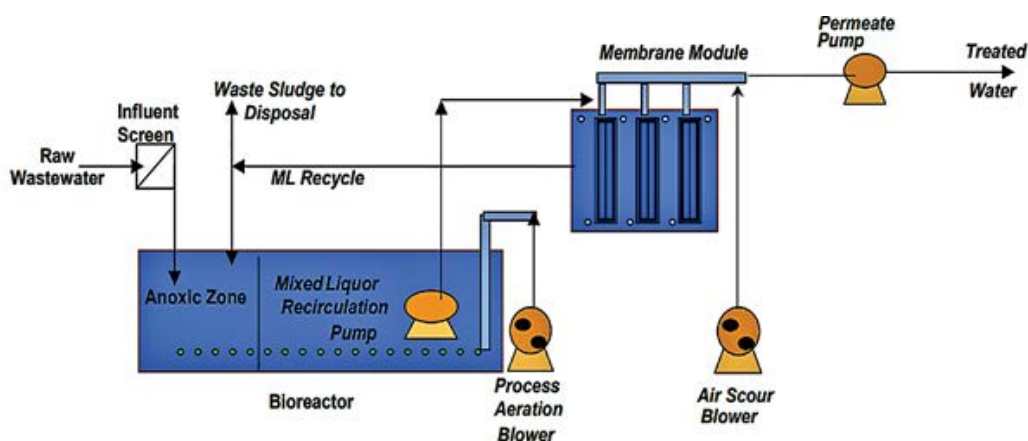 Permeate
Pump
Treated
Water
Membrane Module
Waste Sludge to
Disposal
Influent
Screen
Raw
Wastewater
ML Recycle
Anoxic Zone
Mixed Liquor
Recirculation
Pump
Bioreactor
Process
Aeration
Blower
Air Scour
Blower